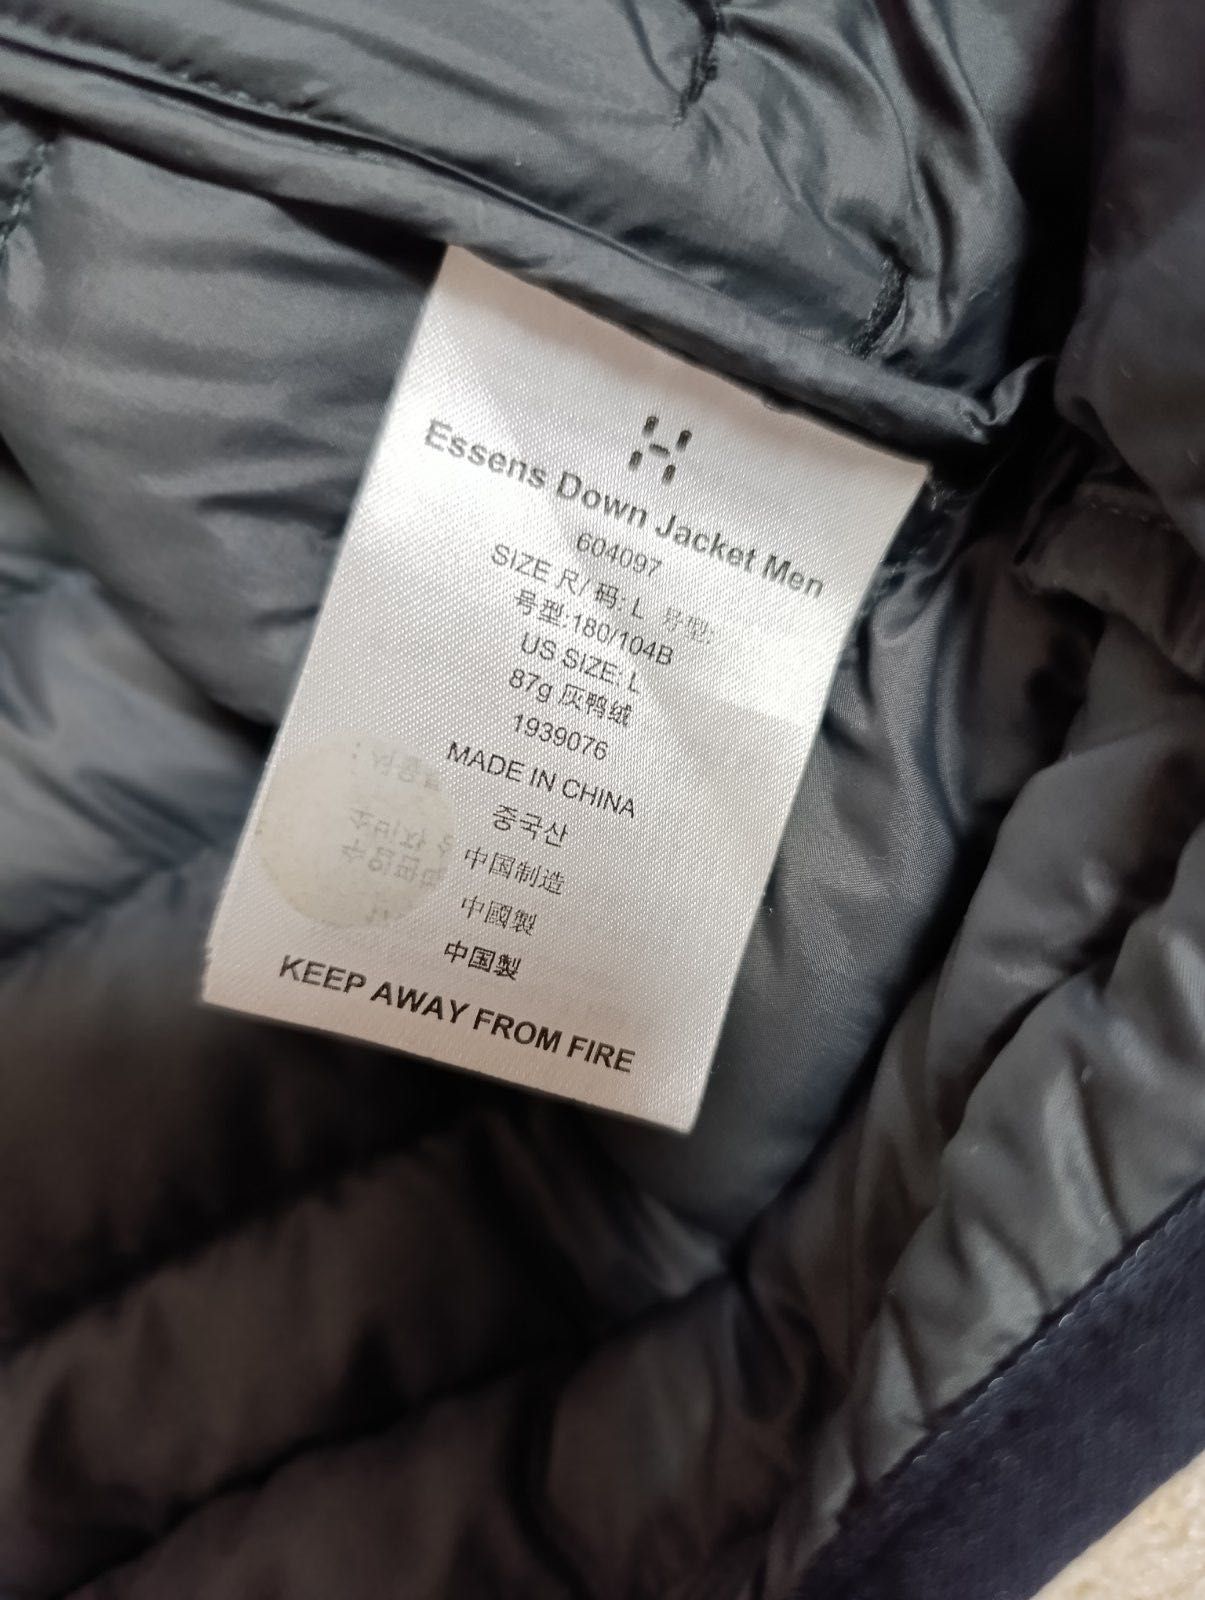 Essens Down Jacket Men
604097
SIZE 尺/码: L 号型:
号型:180/104B
US SIZE: L
87g 灰鸭绒
1939076
MADE IN CHINA
중국산
中国制造
中國製
中国製
KEEP AWAY FROM FIRE